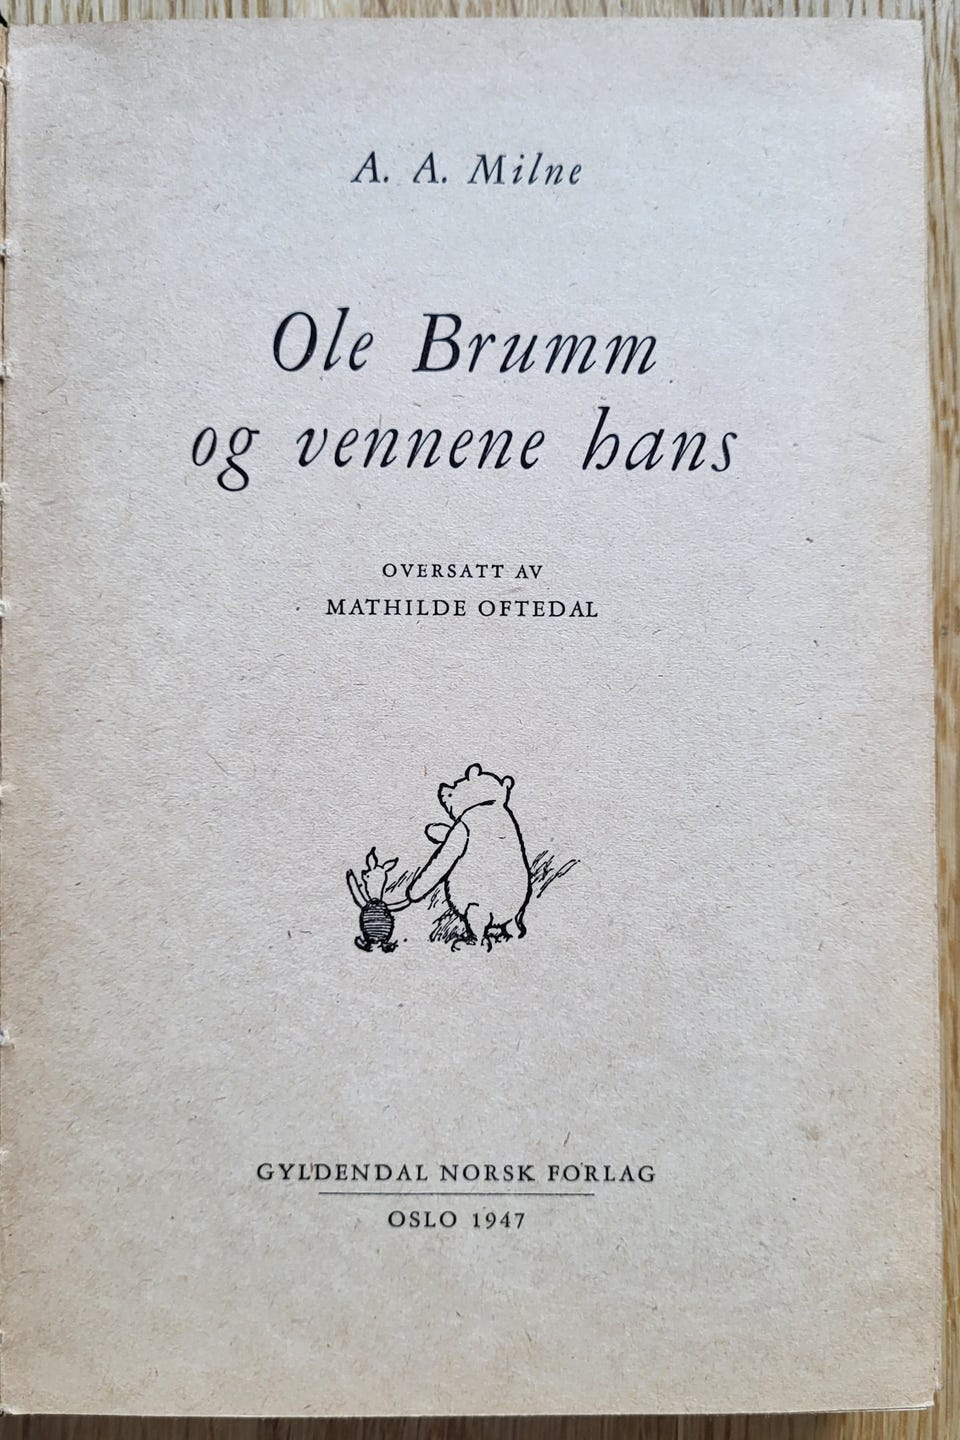 A. A. Milne
Ole Brumm
og vennene hans
OVERSATT AV
MATHILDE OFTEDAL
GYLDENDAL NORSK FORLAG
OSLO 1947